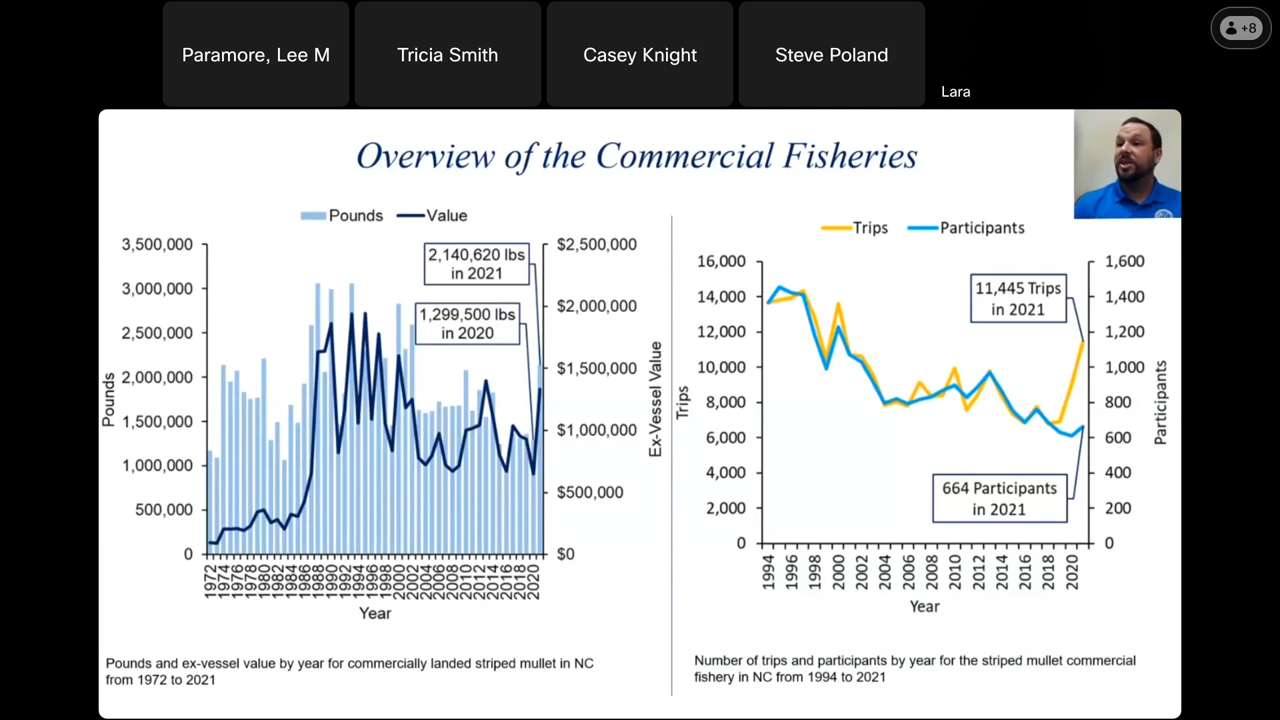 Paramore, Lee M
Tricia Smith
Casey Knight
Steve Poland
Lara
+8
Overview of the Commercial Fisheries
Pounds Value
3,500,000
3,000,000
2,500,000
2,000,000
1,500,000
1,000,000
500,000
0
Pounds
$2,500,000
$2,000,000
$1,500,000
$1,000,000
$500,000
$0
Ex-Vessel Value
2,140,620 lbs
in 2021
1,299,500 lbs
in 2020
1972 1974 1976 1978 1980 1982 1984 1986 1988 1990 1992 1994 1996 1998 2000 2002 2004 2006 2008 2010 2012 2014 2016 2018 2020
Year
Pounds and ex-vessel value by year for commercially landed striped mullet in NC
from 1972 to 2021
Trips Participants
16,000
14,000
12,000
10,000
8,000
6,000
4,000
2,000
0
Trips
1,600
1,400
1,200
1,000
800
600
400
200
0
Participants
11,445 Trips
in 2021
664 Participants
in 2021
1994 1996 1998 2000 2002 2004 2006 2008 2010 2012 2014 2016 2018 2020
Year
Number of trips and participants by year for the striped mullet commercial
fishery in NC from 1994 to 2021